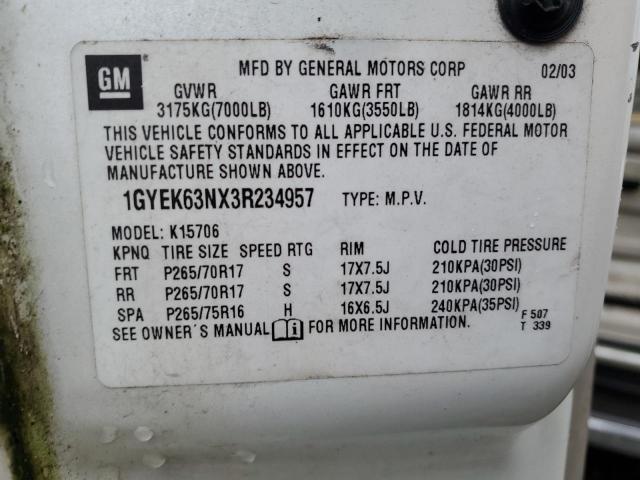 GM
MFD BY GENERAL MOTORS CORP 02/03
GVWR GAWR FRT GAWR RR
3175KG(7000LB) 1610KG(3550LB) 1814KG(4000LB)
THIS VEHICLE CONFORMS TO ALL APPLICABLE U.S. FEDERAL MOTOR
VEHICLE SAFETY STANDARDS IN EFFECT ON THE DATE OF
MANUFACTURE SHOWN ABOVE.
1GYEK63NX3R234957 TYPE: M.P.V.
MODEL: K15706
KPNQ TIRE SIZE SPEED RTG RIM COLD TIRE PRESSURE
FRT P265/70R17 S 17X7.5J 210KPA(30PSI)
RR P265/70R17 S 17X7.5J 210KPA(30PSI)
SPA P265/75R16 H 16X6.5J 240KPA(35PSI)
SEE OWNER'S MANUAL i FOR MORE INFORMATION.
F 507
T 339